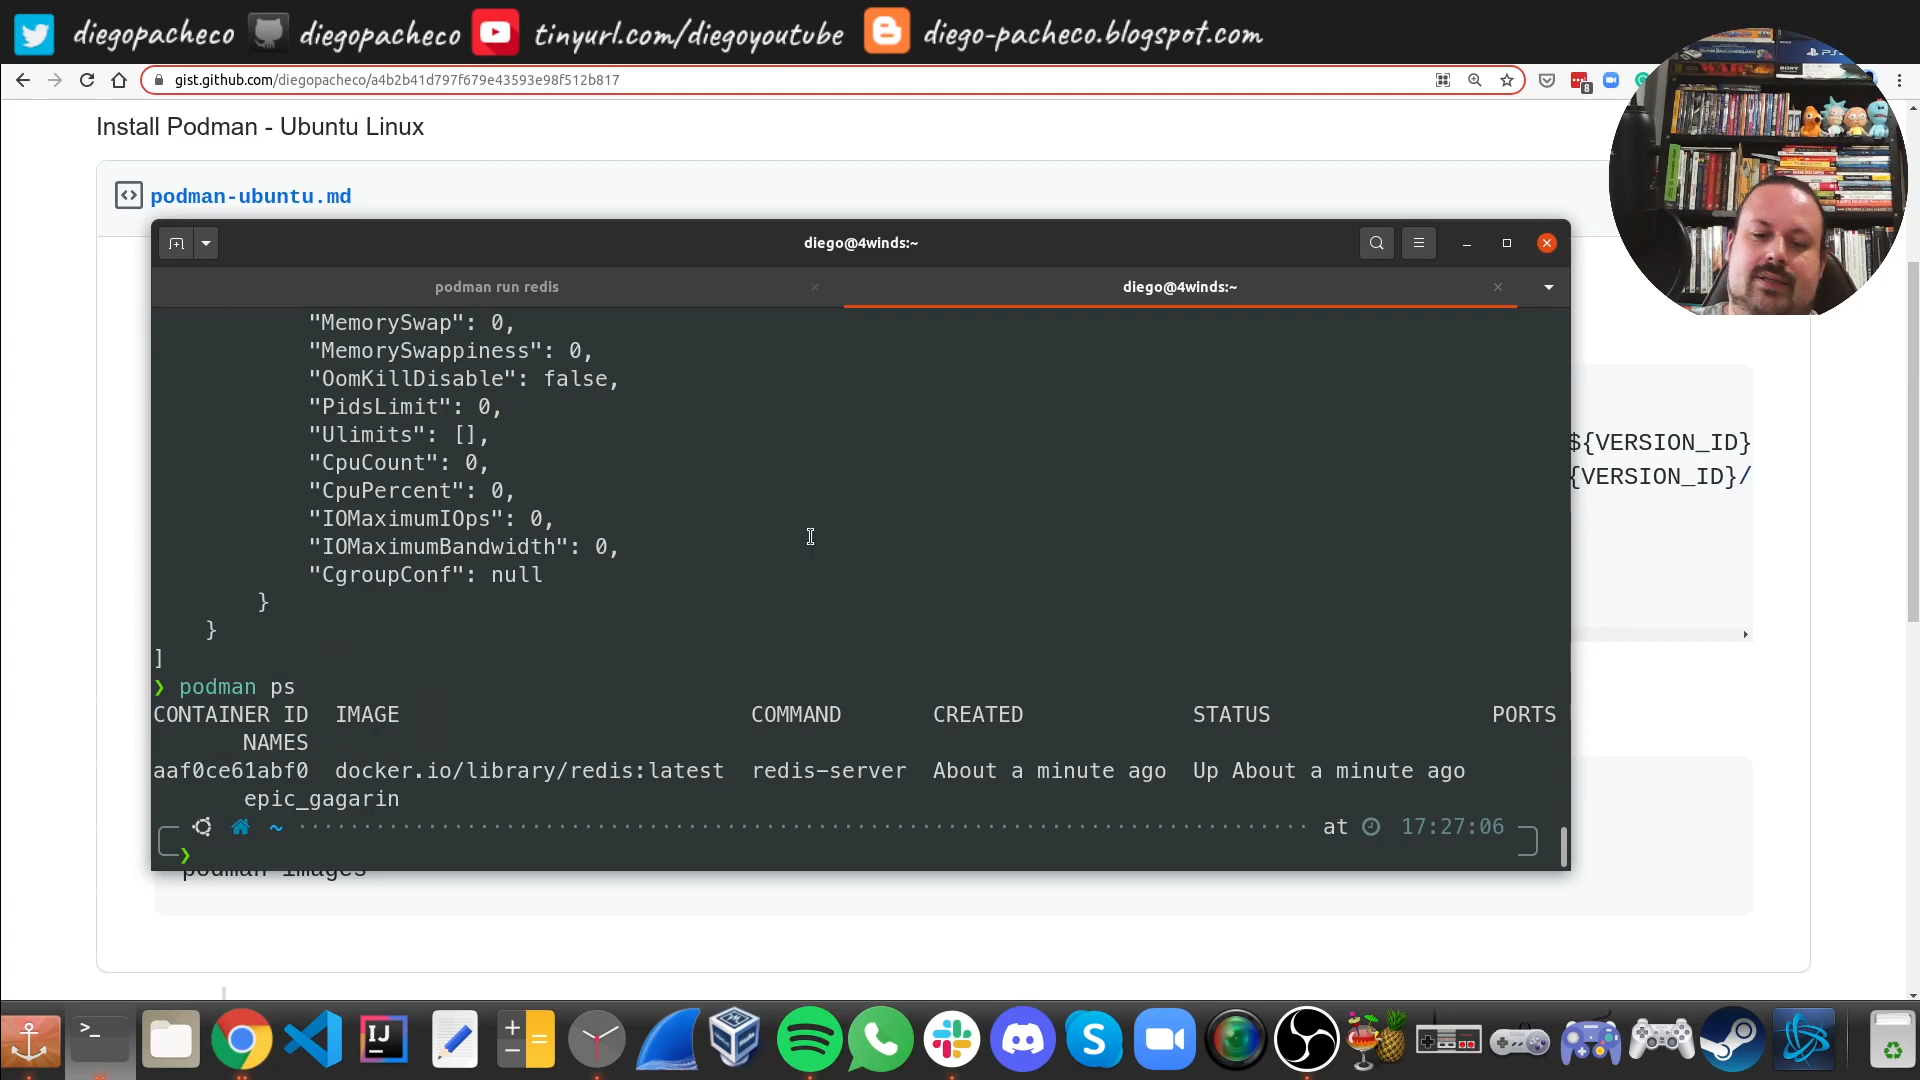 diegopacheco diegopacheco tinyurl.com/diegoyoutube diego-pacheco.blogspot.com
gist.github.com/diegopacheco/a4b2b41d797f679e43593e98f512b817
8
Install Podman - Ubuntu Linux
podman-ubuntu.md
diego@4winds:~
podman run redis
diego@4winds:~
"MemorySwap": 0,
"MemorySwappiness": 0,
"OomKillDisable": false,
"PidsLimit": 0,
"Ulimits": [],
"CpuCount": 0,
"CpuPercent": 0,
"IOMaximumIOps": 0,
"IOMaximumBandwidth": 0,
"CgroupConf": null
}
}
]
${VERSION_ID}
{VERSION_ID}/
❯ podman ps
CONTAINER ID IMAGE COMMAND CREATED STATUS PORTS
NAMES
aaf0ce61abf0 docker.io/library/redis:latest redis-server About a minute ago Up About a minute ago
epic_gagarin
~ at 17:27:06
❯
podman images